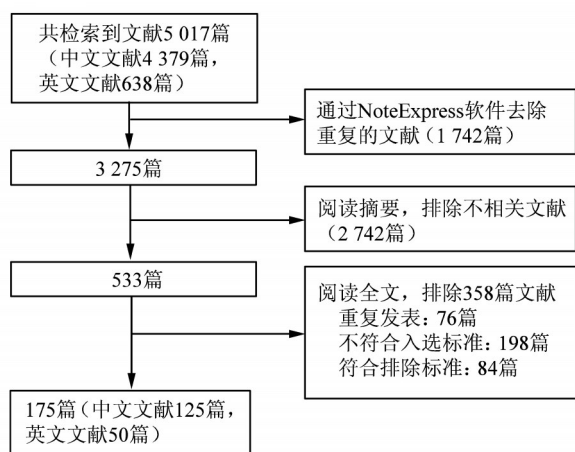 共检索到文献5 017篇
（中文文献4 379篇，
英文文献638篇）
通过NoteExpress软件去除
重复的文献（1 742篇）
3 275篇
阅读摘要，排除不相关文献
（2 742篇）
533篇
阅读全文，排除358篇文献
重复发表：76篇
不符合入选标准：198篇
符合排除标准：84篇
175篇（中文文献125篇，
英文文献50篇）